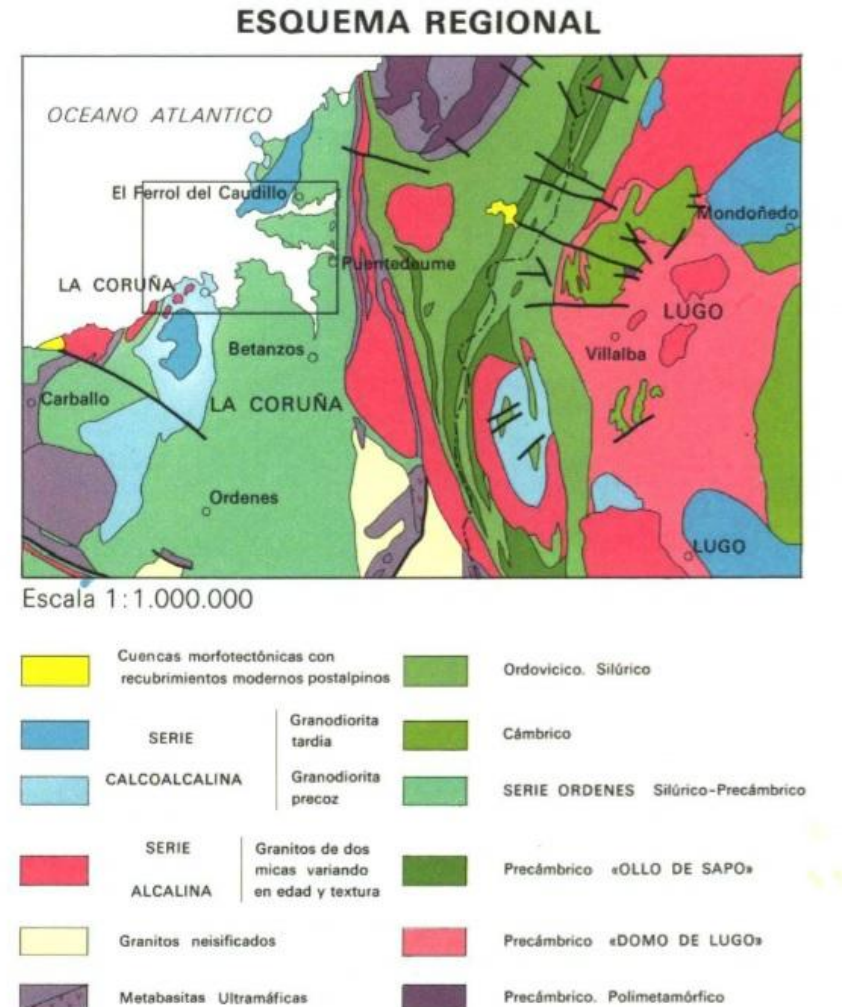 ESQUEMA REGIONAL
OCEANO ATLANTICO
El Ferrol del Caudillo
Mondoñedo
Puentedeume
LA CORUÑA
LUGO
Betanzos
Villalba
Carballo
LA CORUÑA
Ordenes
LUGO
Escala 1:1.000.000
Cuencas morfotectónicas con
recubrimientos modernos postalpinos
Ordovicico. Silúrico
SERIE
CALCOALCALINA
Granodiorita
tardia
Granodiorita
precoz
Cámbrico
SERIE ORDENES Silúrico-Precámbrico
SERIE
ALCALINA
Granitos de dos
micas variando
en edad y textura
Precámbrico «OLLO DE SAPO»
Granitos neisificados
Precámbrico «DOMO DE LUGO»
Metabasitas Ultramáficas
Precámbrico. Polimetamórfico